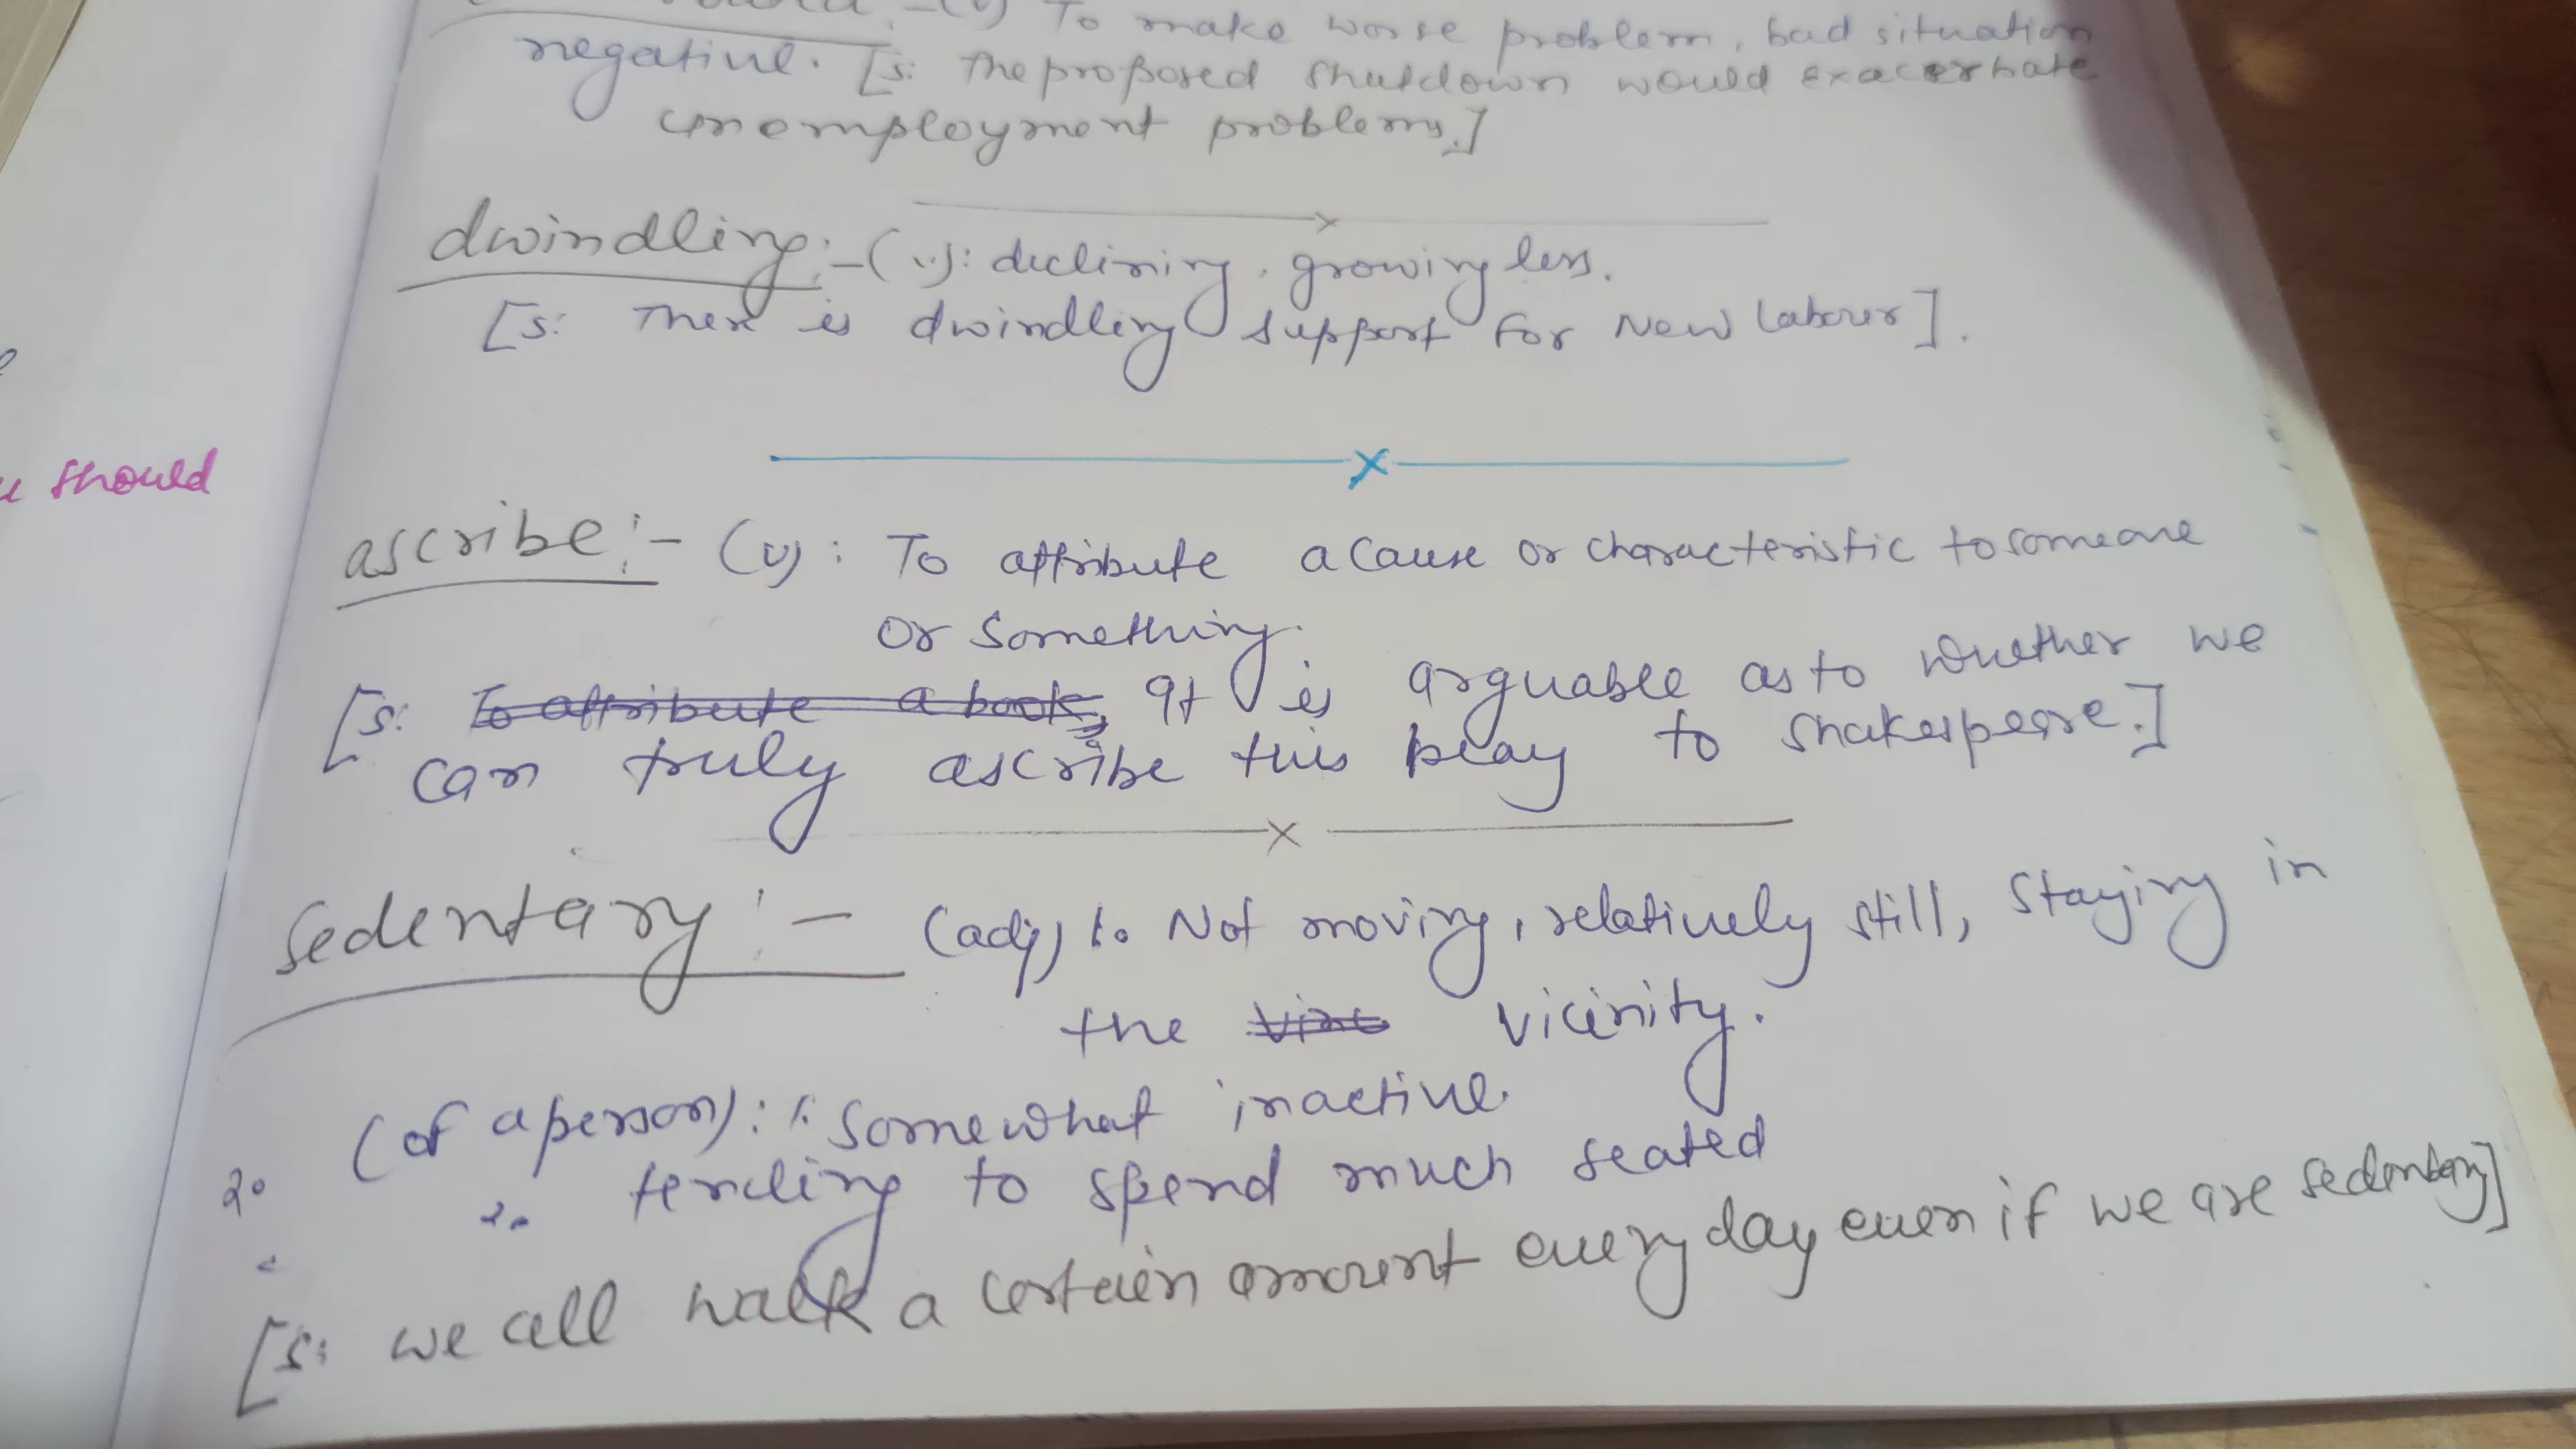 :-(v) To make worse problem, bad situation
negative. [s: The proposed shutdown would exacerbate
unemployment problems.]
dwindling:-(v): declining, growing less.
[s: There is dwindling support for New Labour].
should
ascribe:- (v): To attribute a cause or characteristic to someone
or something.
[s: To attribute a book, It is arguable as to whether we
can truly ascribe this play to Shakespeare.]
Sedentary:- (adj) 1. Not moving, relatively still, staying in
the vicinity.
2. (of a person): 1. Somewhat inactive.
2. tending to spend much seated
[s: we all walk a certain amount every day even if we are sedentary]